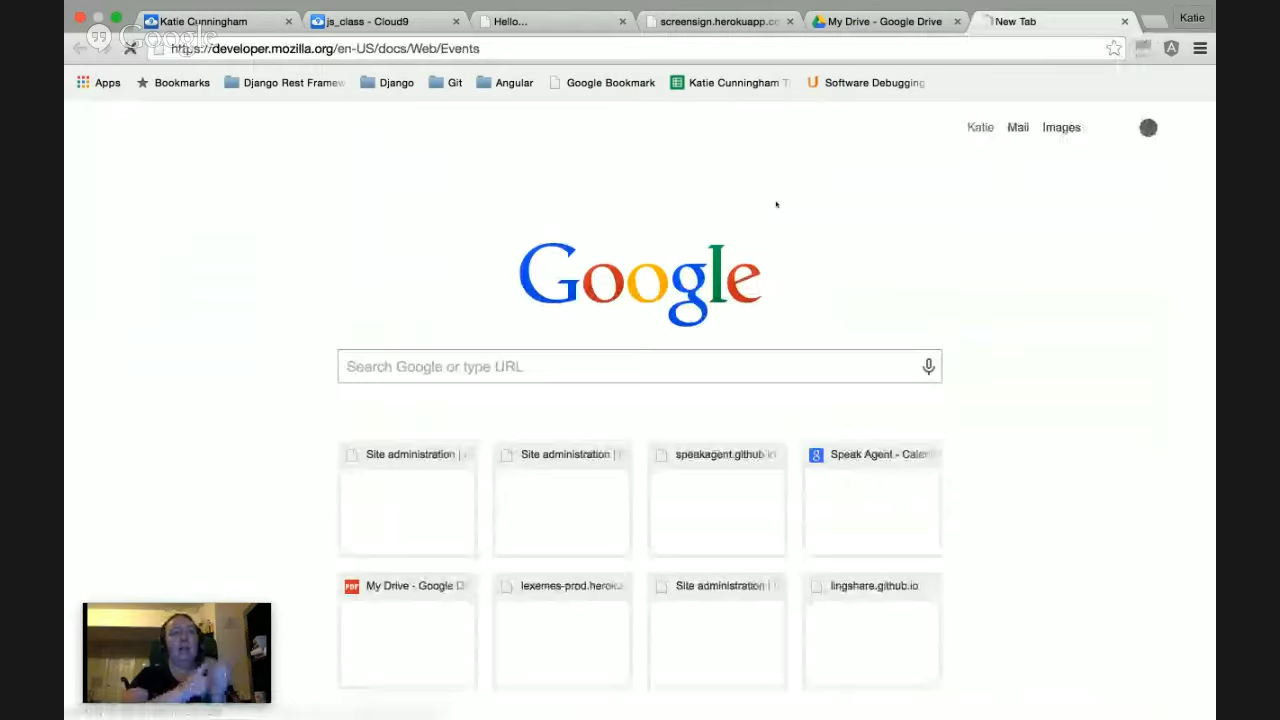 Katie Cunningham
js_class - Cloud9
Hello...
screensign.herokuapp.c
My Drive - Google Drive
New Tab
Katie
Google
https://developer.mozilla.org/en-US/docs/Web/Events
Apps
Bookmarks
Django Rest Framew
Django
Git
Angular
Google Bookmark
Katie Cunningham T
Software Debugging
Katie
Mail
Images
Google
Search Google or type URL
Site administration |
Site administration |
speakagent.github.io
Speak Agent - Calen
PDF
My Drive - Google D
lexemes-prod.heroku
Site administration |
lingshare.github.io